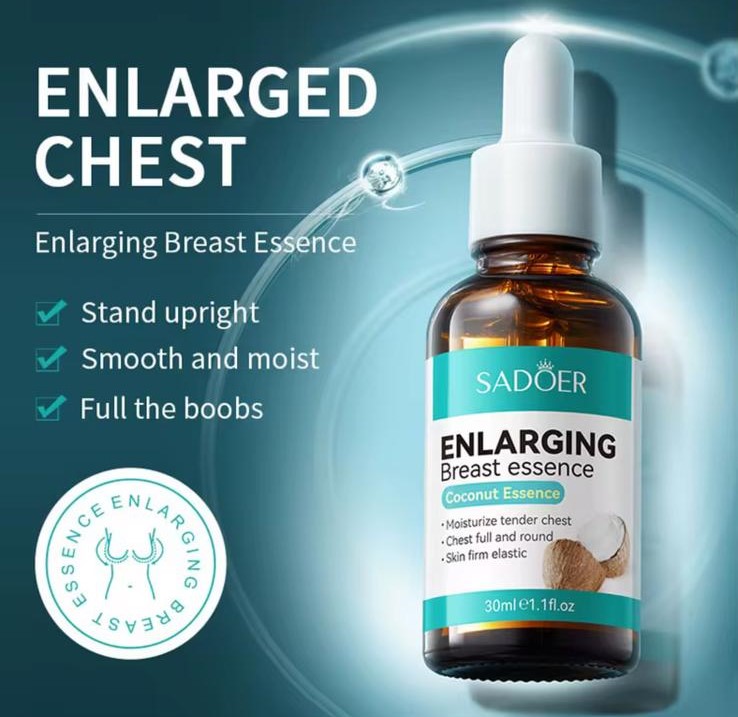 ENLARGED
CHEST
Enlarging Breast Essence
Stand upright
Smooth and moist
Full the boobs
ENLARGING BREAST ESSENCE
SADOER
ENLARGING
Breast essence
Coconut Essence
• Moisturize tender chest
• Chest full and round
• Skin firm elastic
30ml ℮1.1fl.oz